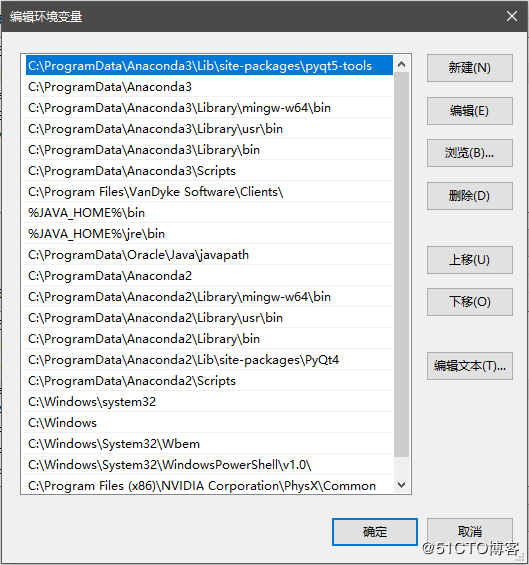 编辑环境变量
C:\ProgramData\Anaconda3\Lib\site-packages\pyqt5-tools
C:\ProgramData\Anaconda3
C:\ProgramData\Anaconda3\Library\mingw-w64\bin
C:\ProgramData\Anaconda3\Library\usr\bin
C:\ProgramData\Anaconda3\Library\bin
C:\ProgramData\Anaconda3\Scripts
C:\Program Files\VanDyke Software\Clients\
%JAVA_HOME%\bin
%JAVA_HOME%\jre\bin
C:\ProgramData\Oracle\Java\javapath
C:\ProgramData\Anaconda2
C:\ProgramData\Anaconda2\Library\mingw-w64\bin
C:\ProgramData\Anaconda2\Library\usr\bin
C:\ProgramData\Anaconda2\Library\bin
C:\ProgramData\Anaconda2\Lib\site-packages\PyQt4
C:\ProgramData\Anaconda2\Scripts
C:\Windows\system32
C:\Windows
C:\Windows\System32\Wbem
C:\Windows\System32\WindowsPowerShell\v1.0\
C:\Program Files (x86)\NVIDIA Corporation\PhysX\Common
新建(N)
编辑(E)
浏览(B)...
删除(D)
上移(U)
下移(O)
编辑文本(T)...
确定
取消
@51CTO博客